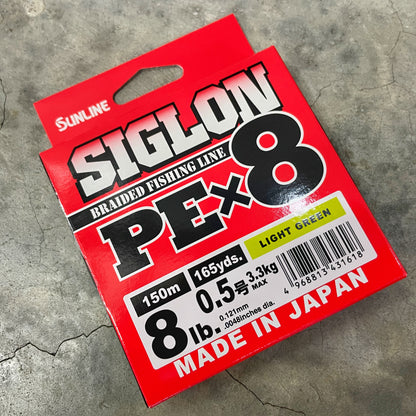 SUNLINE
SIGLON
BRAIDED FISHING LINE
PE×8
150m 165yds. LIGHT GREEN
8lb. 0.5号 3.3kg MAX
0.121mm
.0048inches dia.
4 968813 431618
MADE IN JAPAN